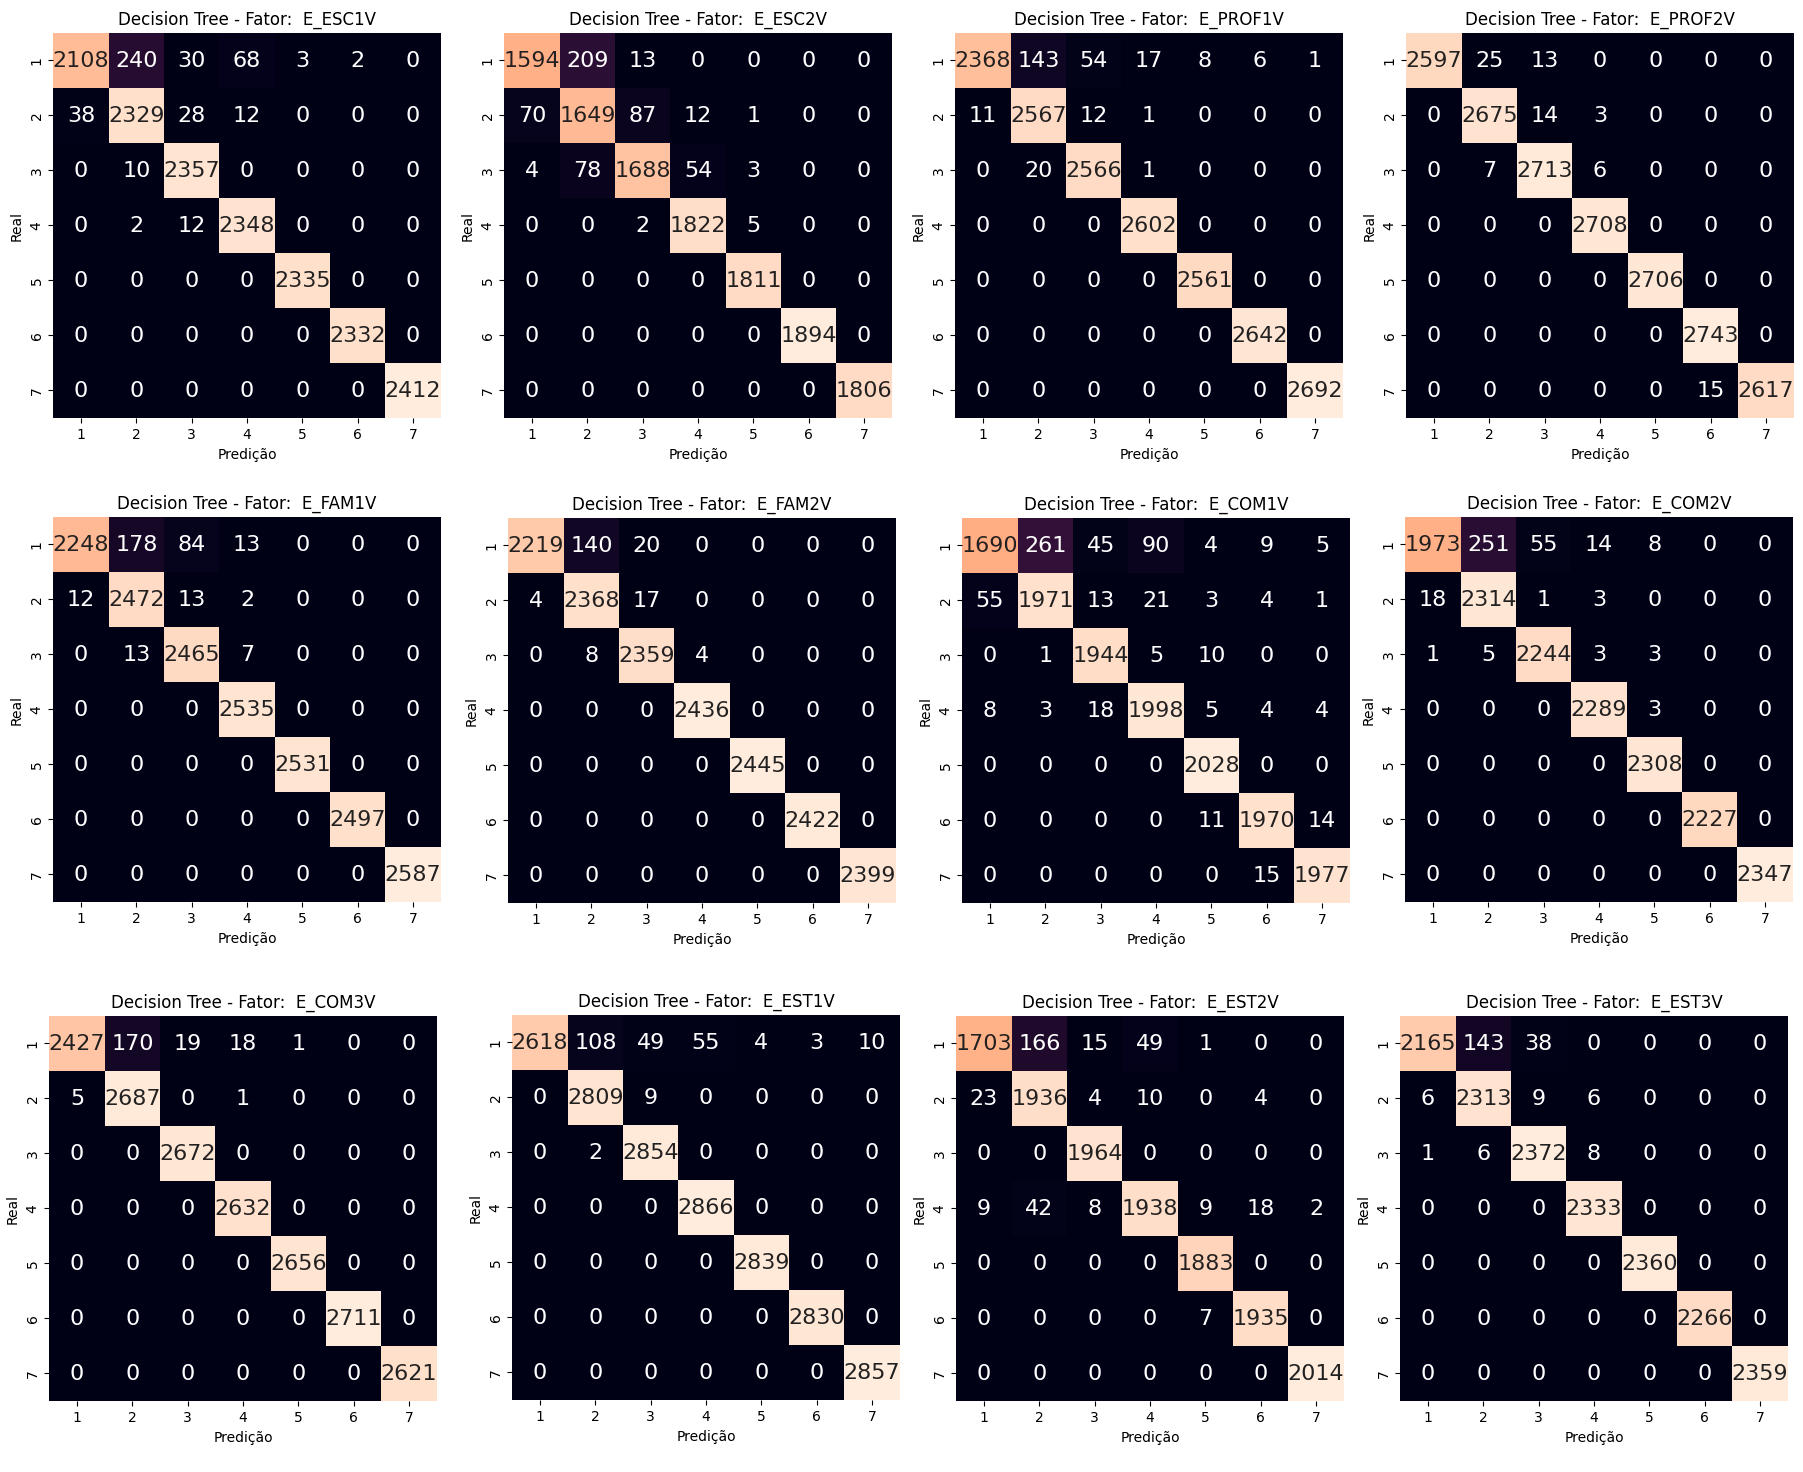 Decision Tree - Fator:  E_ESC1V
1 2108 240 30 68 3 2 0
2 38 2329 28 12 0 0 0
3 0 10 2357 0 0 0 0
4 0 2 12 2348 0 0 0
5 0 0 0 0 2335 0 0
6 0 0 0 0 0 2332 0
7 0 0 0 0 0 0 2412
1 2 3 4 5 6 7
Real
Predição
Decision Tree - Fator:  E_ESC2V
1 1594 209 13 0 0 0 0
2 70 1649 87 12 1 0 0
3 4 78 1688 54 3 0 0
4 0 0 2 1822 5 0 0
5 0 0 0 0 1811 0 0
6 0 0 0 0 0 1894 0
7 0 0 0 0 0 0 1806
1 2 3 4 5 6 7
Real
Predição
Decision Tree - Fator:  E_PROF1V
1 2368 143 54 17 8 6 1
2 11 2567 12 1 0 0 0
3 0 20 2566 1 0 0 0
4 0 0 0 2602 0 0 0
5 0 0 0 0 2561 0 0
6 0 0 0 0 0 2642 0
7 0 0 0 0 0 0 2692
1 2 3 4 5 6 7
Real
Predição
Decision Tree - Fator:  E_PROF2V
1 2597 25 13 0 0 0 0
2 0 2675 14 3 0 0 0
3 0 7 2713 6 0 0 0
4 0 0 0 2708 0 0 0
5 0 0 0 0 2706 0 0
6 0 0 0 0 0 2743 0
7 0 0 0 0 0 15 2617
1 2 3 4 5 6 7
Real
Predição
Decision Tree - Fator:  E_FAM1V
1 2248 178 84 13 0 0 0
2 12 2472 13 2 0 0 0
3 0 13 2465 7 0 0 0
4 0 0 0 2535 0 0 0
5 0 0 0 0 2531 0 0
6 0 0 0 0 0 2497 0
7 0 0 0 0 0 0 2587
1 2 3 4 5 6 7
Real
Predição
Decision Tree - Fator:  E_FAM2V
1 2219 140 20 0 0 0 0
2 4 2368 17 0 0 0 0
3 0 8 2359 4 0 0 0
4 0 0 0 2436 0 0 0
5 0 0 0 0 2445 0 0
6 0 0 0 0 0 2422 0
7 0 0 0 0 0 0 2399
1 2 3 4 5 6 7
Real
Predição
Decision Tree - Fator:  E_COM1V
1 1690 261 45 90 4 9 5
2 55 1971 13 21 3 4 1
3 0 1 1944 5 10 0 0
4 8 3 18 1998 5 4 4
5 0 0 0 0 2028 0 0
6 0 0 0 0 11 1970 14
7 0 0 0 0 0 15 1977
1 2 3 4 5 6 7
Real
Predição
Decision Tree - Fator:  E_COM2V
1 1973 251 55 14 8 0 0
2 18 2314 1 3 0 0 0
3 1 5 2244 3 3 0 0
4 0 0 0 2289 3 0 0
5 0 0 0 0 2308 0 0
6 0 0 0 0 0 2227 0
7 0 0 0 0 0 0 2347
1 2 3 4 5 6 7
Real
Predição
Decision Tree - Fator:  E_COM3V
1 2427 170 19 18 1 0 0
2 5 2687 0 1 0 0 0
3 0 0 2672 0 0 0 0
4 0 0 0 2632 0 0 0
5 0 0 0 0 2656 0 0
6 0 0 0 0 0 2711 0
7 0 0 0 0 0 0 2621
1 2 3 4 5 6 7
Real
Predição
Decision Tree - Fator:  E_EST1V
1 2618 108 49 55 4 3 10
2 0 2809 9 0 0 0 0
3 0 2 2854 0 0 0 0
4 0 0 0 2866 0 0 0
5 0 0 0 0 2839 0 0
6 0 0 0 0 0 2830 0
7 0 0 0 0 0 0 2857
1 2 3 4 5 6 7
Real
Predição
Decision Tree - Fator:  E_EST2V
1 1703 166 15 49 1 0 0
2 23 1936 4 10 0 4 0
3 0 0 1964 0 0 0 0
4 9 42 8 1938 9 18 2
5 0 0 0 0 1883 0 0
6 0 0 0 0 7 1935 0
7 0 0 0 0 0 0 2014
1 2 3 4 5 6 7
Real
Predição
Decision Tree - Fator:  E_EST3V
1 2165 143 38 0 0 0 0
2 6 2313 9 6 0 0 0
3 1 6 2372 8 0 0 0
4 0 0 0 2333 0 0 0
5 0 0 0 0 2360 0 0
6 0 0 0 0 0 2266 0
7 0 0 0 0 0 0 2359
1 2 3 4 5 6 7
Real
Predição